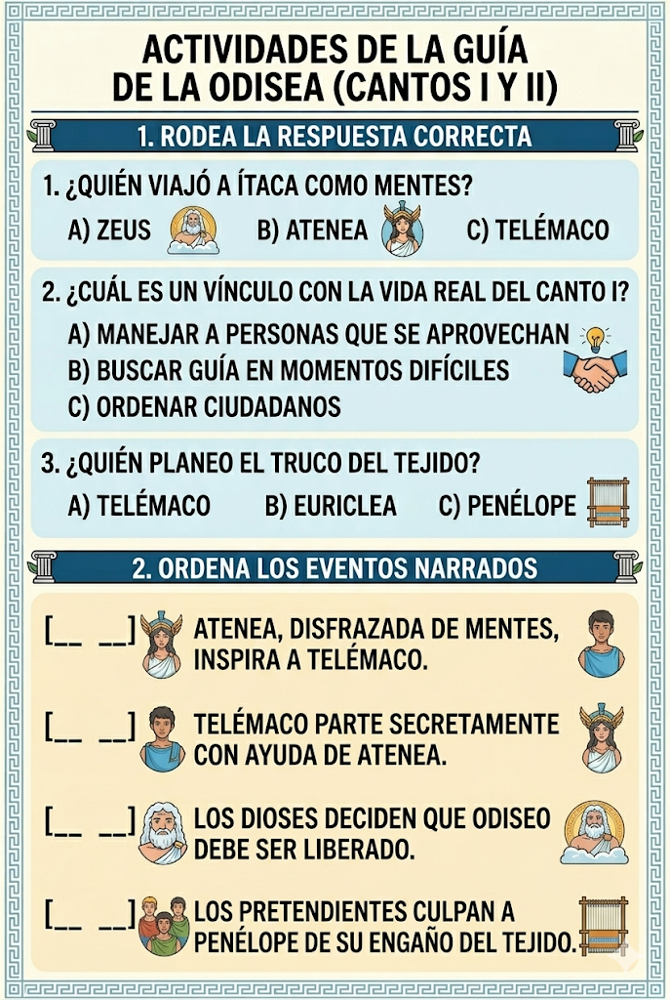 ACTIVIDADES DE LA GUÍA
DE LA ODISEA (CANTOS I Y II)
1. RODEA LA RESPUESTA CORRECTA
1. ¿QUIÉN VIAJÓ A ÍTACA COMO MENTES?
A) ZEUS B) ATENEA C) TELÉMACO
2. ¿CUÁL ES UN VÍNCULO CON LA VIDA REAL DEL CANTO I?
A) MANEJAR A PERSONAS QUE SE APROVECHAN
B) BUSCAR GUÍA EN MOMENTOS DIFÍCILES
C) ORDENAR CIUDADANOS
3. ¿QUIÉN PLANEO EL TRUCO DEL TEJIDO?
A) TELÉMACO B) EURICLEA C) PENÉLOPE
2. ORDENA LOS EVENTOS NARRADOS
[__ __] ATENEA, DISFRAZADA DE MENTES,
INSPIRA A TELÉMACO.
[__ __] TELÉMACO PARTE SECRETAMENTE
CON AYUDA DE ATENEA.
[__ __] LOS DIOSES DECIDEN QUE ODISEO
DEBE SER LIBERADO.
[__ __] LOS PRETENDIENTES CULPAN A
PENÉLOPE DE SU ENGAÑO DEL TEJIDO.